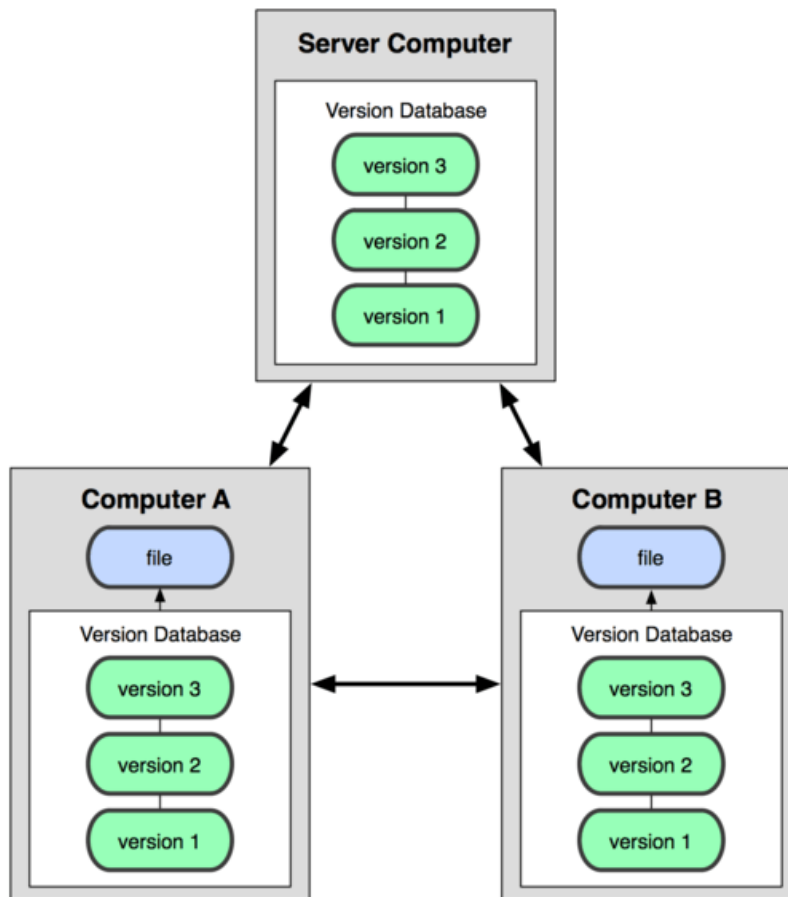 Server Computer
Version Database
version 3
version 2
version 1
Computer A
file
Version Database
version 3
version 2
version 1
Computer B
file
Version Database
version 3
version 2
version 1